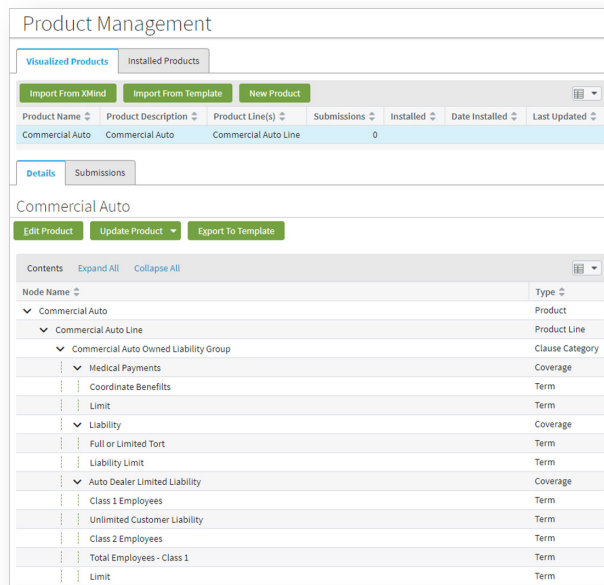 Product Management
Visualized Products Installed Products
Import From XMind Import From Template New Product
Product Name Product Description Product Line(s) Submissions Installed Date Installed Last Updated
Commercial Auto Commercial Auto Commercial Auto Line 0
Details Submissions
Commercial Auto
Edit Product Update Product Export To Template
Contents Expand All Collapse All
Node Name Type
Commercial Auto Product
Commercial Auto Line Product Line
Commercial Auto Owned Liability Group Clause Category
Medical Payments Coverage
Coordinate Benefilts Term
Limit Term
Liability Coverage
Full or Limited Tort Term
Liability Limit Term
Auto Dealer Limited Liability Coverage
Class 1 Employees Term
Unlimited Customer Liability Term
Class 2 Employees Term
Total Employees - Class 1 Term
Limit Term